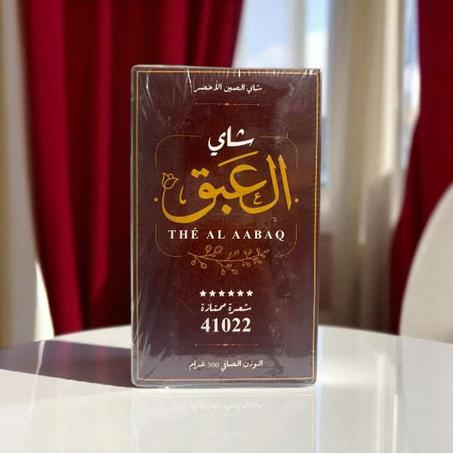 شاي الصين الأخضر
شاي
العبق
THÉ AL AABAQ
شعرة ممتازة
41022
الوزن الصافي 500 غرام